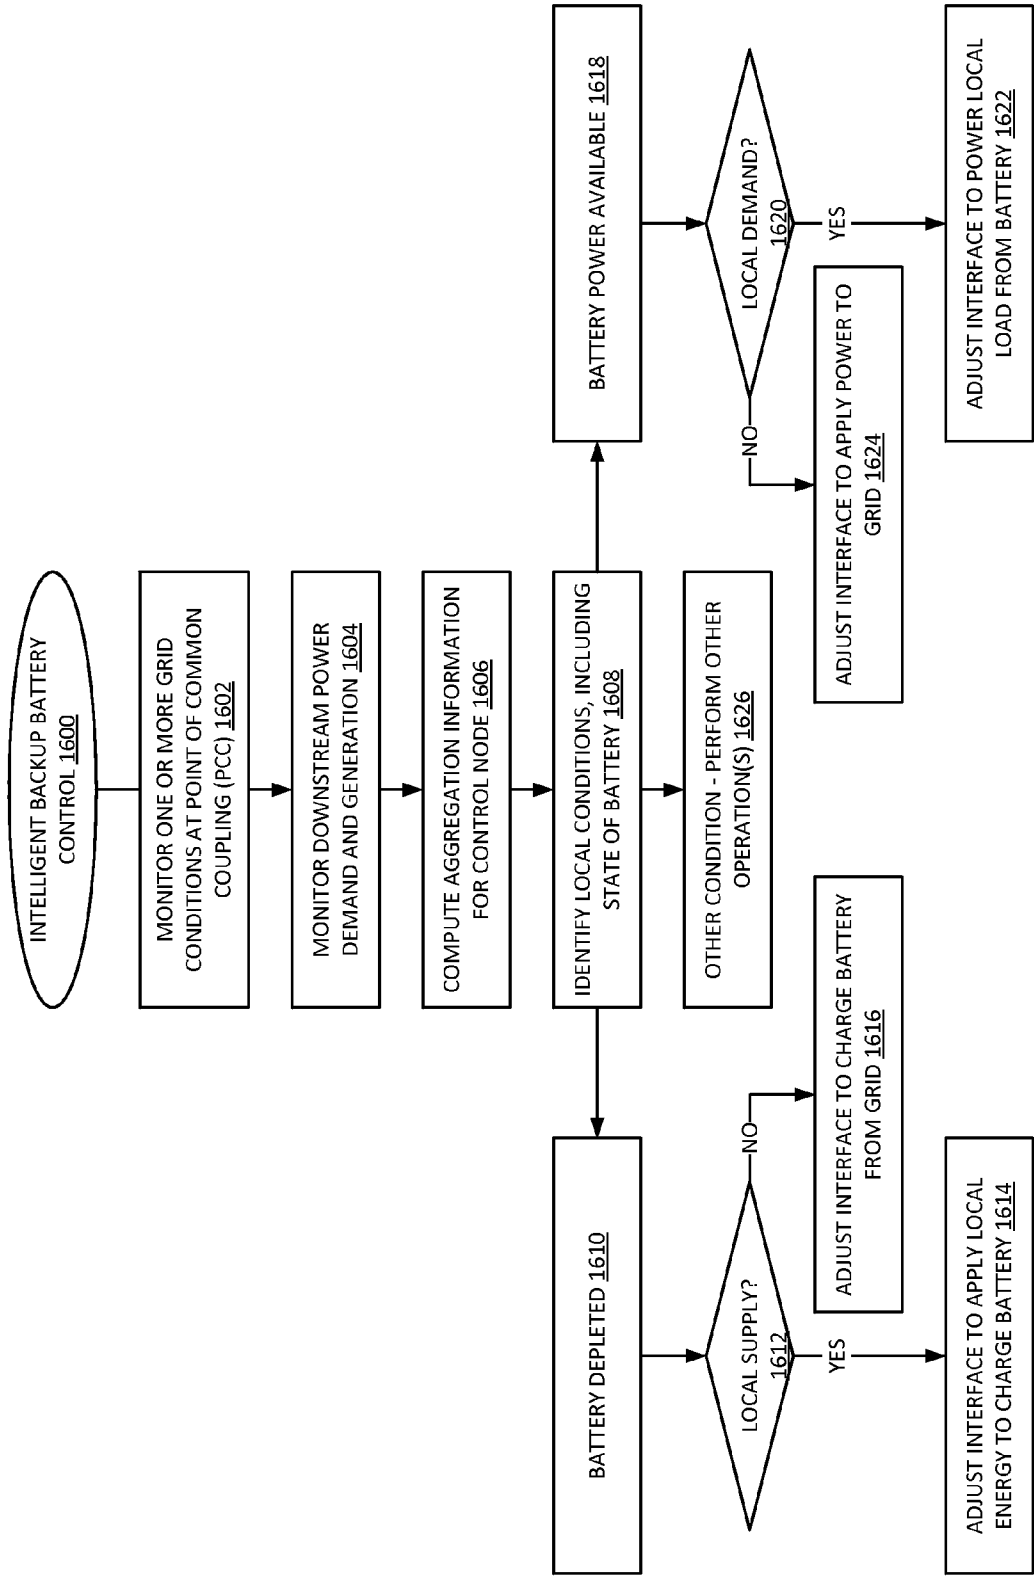 INTELLIGENT BACKUP BATTERY
CONTROL 1600
MONITOR ONE OR MORE GRID
CONDITIONS AT POINT OF COMMON
COUPLING (PCC) 1602
MONITOR DOWNSTREAM POWER
DEMAND AND GENERATION 1604
COMPUTE AGGREGATION INFORMATION
FOR CONTROL NODE 1606
IDENTIFY LOCAL CONDITIONS, INCLUDING
STATE OF BATTERY 1608
BATTERY DEPLETED 1610
LOCAL SUPPLY?
1612
NO
YES
ADJUST INTERFACE TO CHARGE BATTERY
FROM GRID 1616
ADJUST INTERFACE TO APPLY LOCAL
ENERGY TO CHARGE BATTERY 1614
OTHER CONDITION - PERFORM OTHER
OPERATION(S) 1626
BATTERY POWER AVAILABLE 1618
LOCAL DEMAND?
1620
NO
YES
ADJUST INTERFACE TO APPLY POWER TO
GRID 1624
ADJUST INTERFACE TO POWER LOCAL
LOAD FROM BATTERY 1622